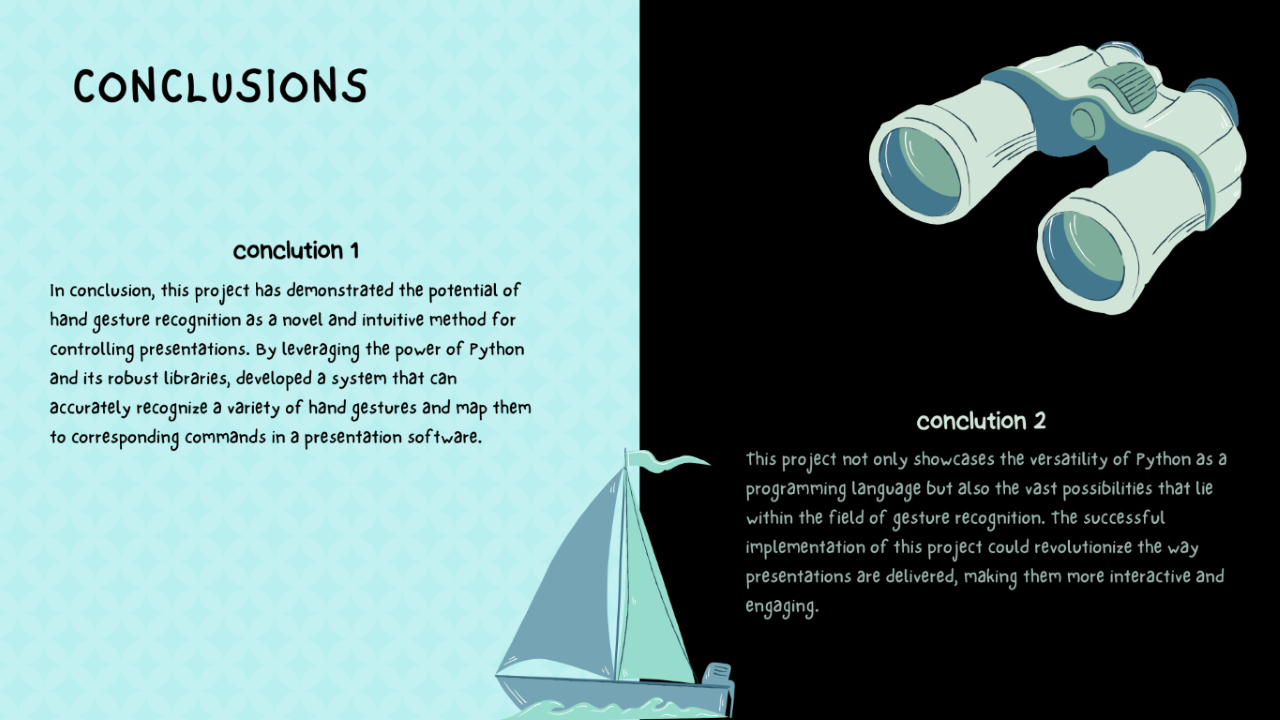 CONCLUSIONS
conclution 1
In conclusion, this project has demonstrated the potential of
hand gesture recognition as a novel and intuitive method for
controlling presentations. By leveraging the power of Python
and its robust libraries, developed a system that can
accurately recognize a variety of hand gestures and map them
to corresponding commands in a presentation software.
conclution 2
This project not only showcases the versatility of Python as a
programming language but also the vast possibilities that lie
within the field of gesture recognition. The successful
implementation of this project could revolutionize the way
presentations are delivered, making them more interactive and
engaging.